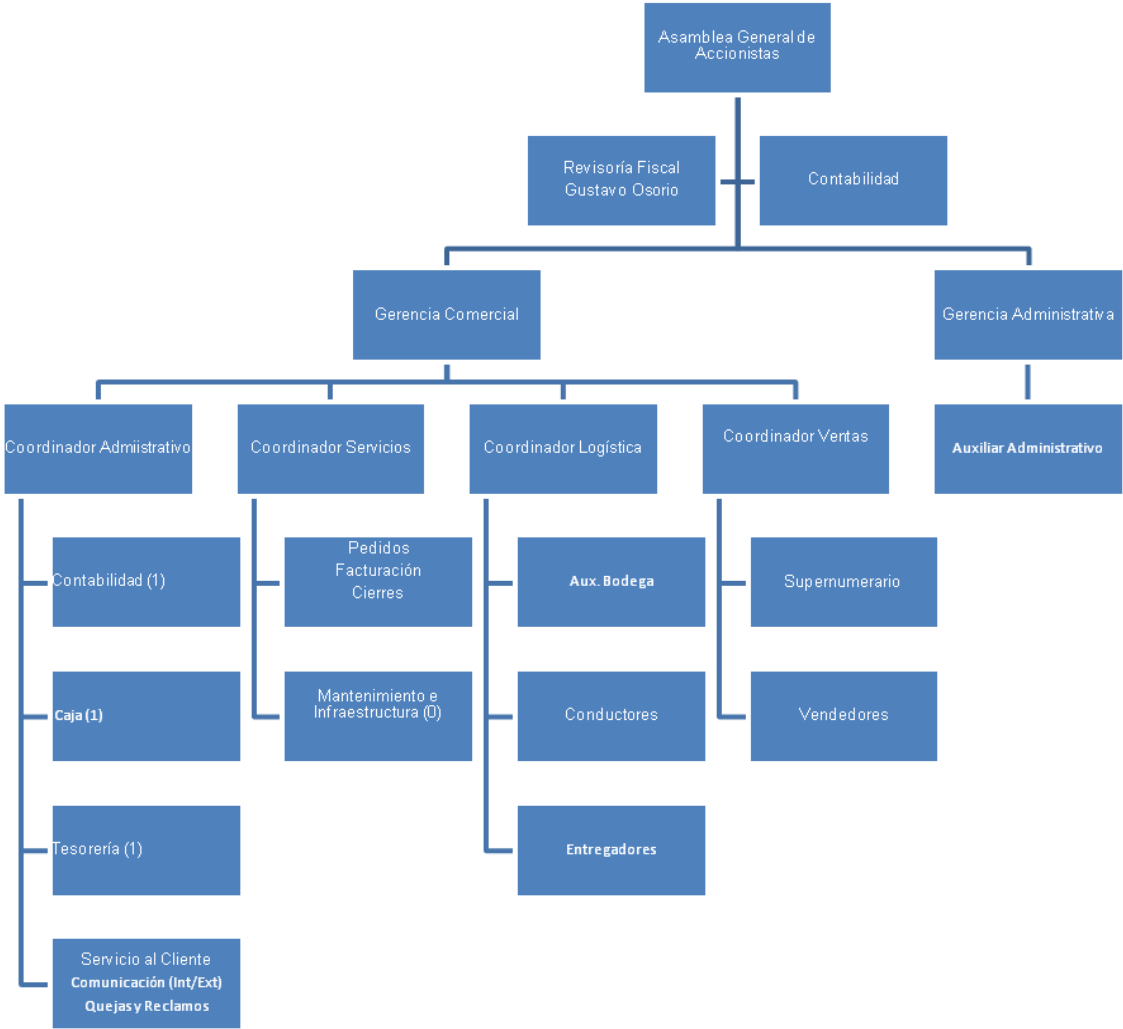 Asamblea General de
Accionistas
Revisoría Fiscal
Gustavo Osorio
Contabilidad
Gerencia Comercial
Gerencia Administrativa
Coordinador Admiistrativo
Coordinador Servicios
Coordinador Logística
Coordinador Ventas
Auxiliar Administrativo
Contabilidad (1)
Pedidos
Facturación
Cierres
Aux. Bodega
Supernumerario
Caja (1)
Mantenimiento e
Infraestructura (0)
Conductores
Vendedores
Tesorería (1)
Entregadores
Servicio al Cliente
Comunicación (Int/Ext)
Quejas y Reclamos